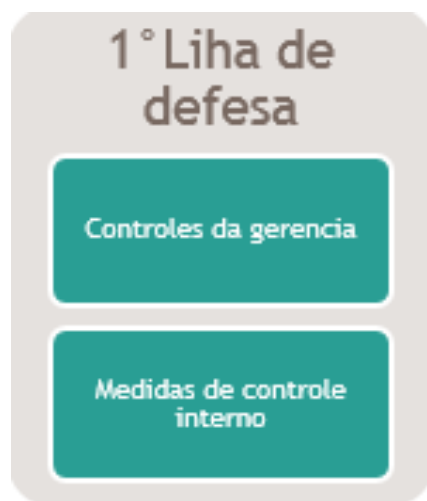 1°Liha de
defesa
Controles da gerencia
Medidas de controle
interno